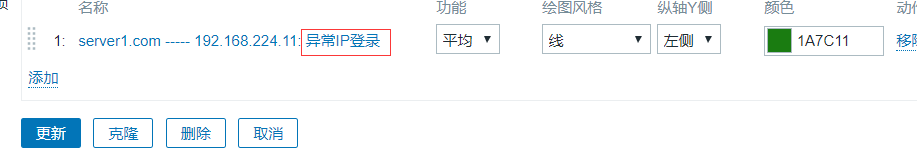 名称 功能 绘图风格 纵轴Y侧 颜色
1: server1.com ----- 192.168.224.11: 异常IP登录 平均 线 左侧 1A7C11
添加
更新 克隆 删除 取消